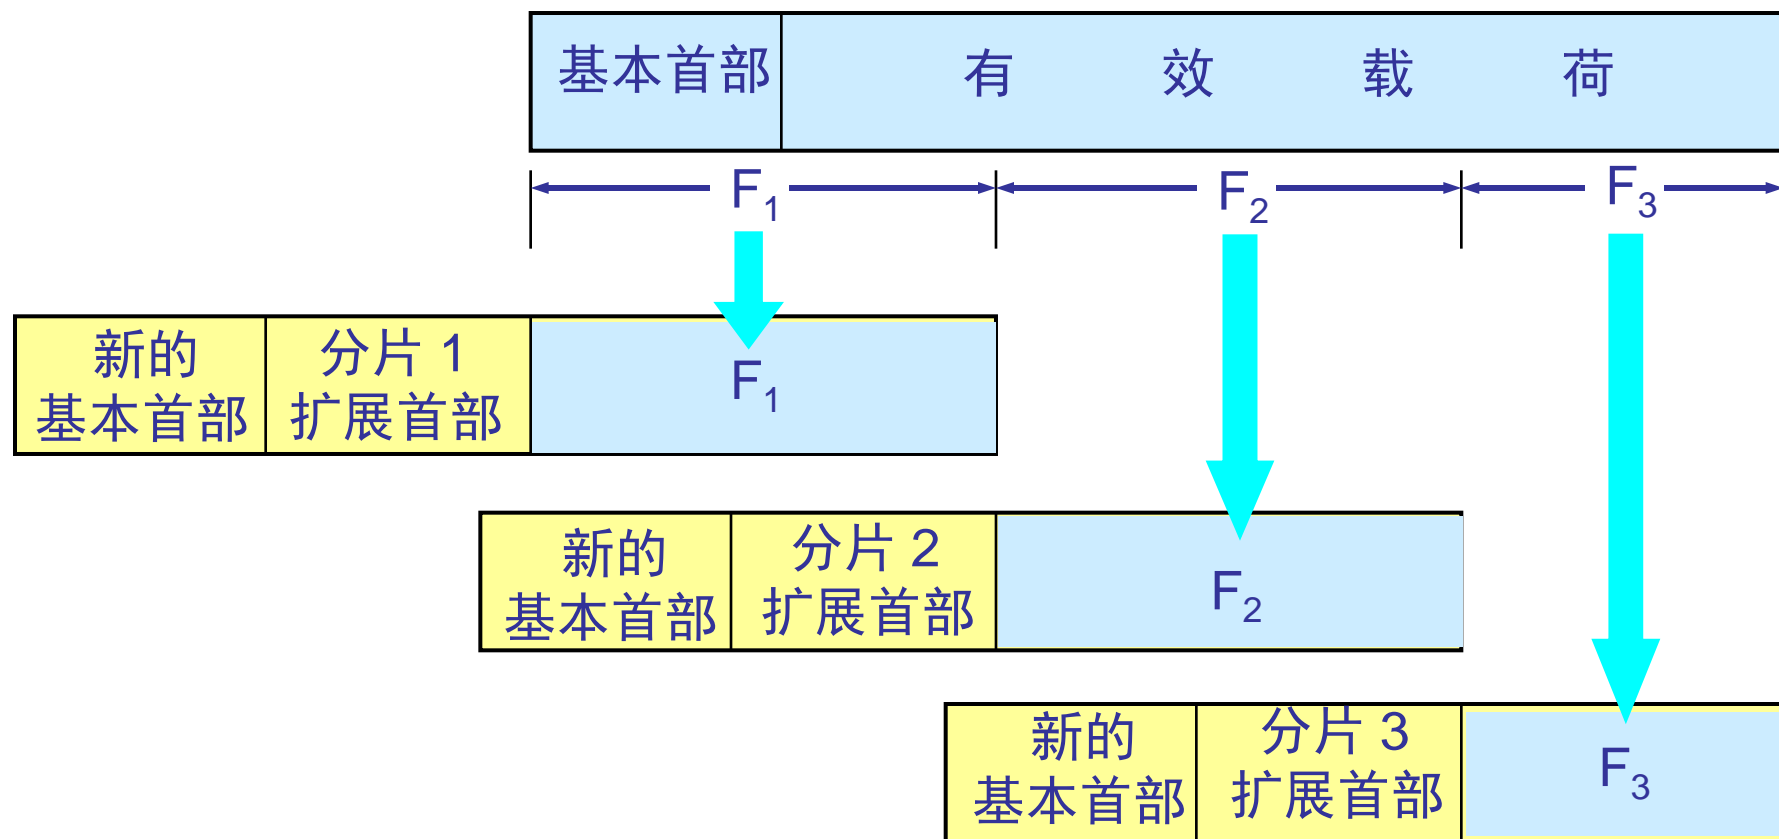 基本首部 有效载荷
F1 F2 F3
新的
基本首部
分片 1
扩展首部
F1
新的
基本首部
分片 2
扩展首部
F2
新的
基本首部
分片 3
扩展首部
F3